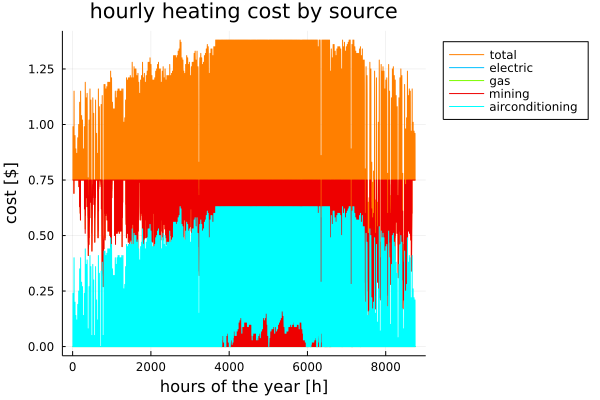 hourly heating cost by source
cost [$]
1.25
1.00
0.75
0.50
0.25
0.00
0
2000
4000
6000
8000
hours of the year [h]
total
electric
gas
mining
airconditioning